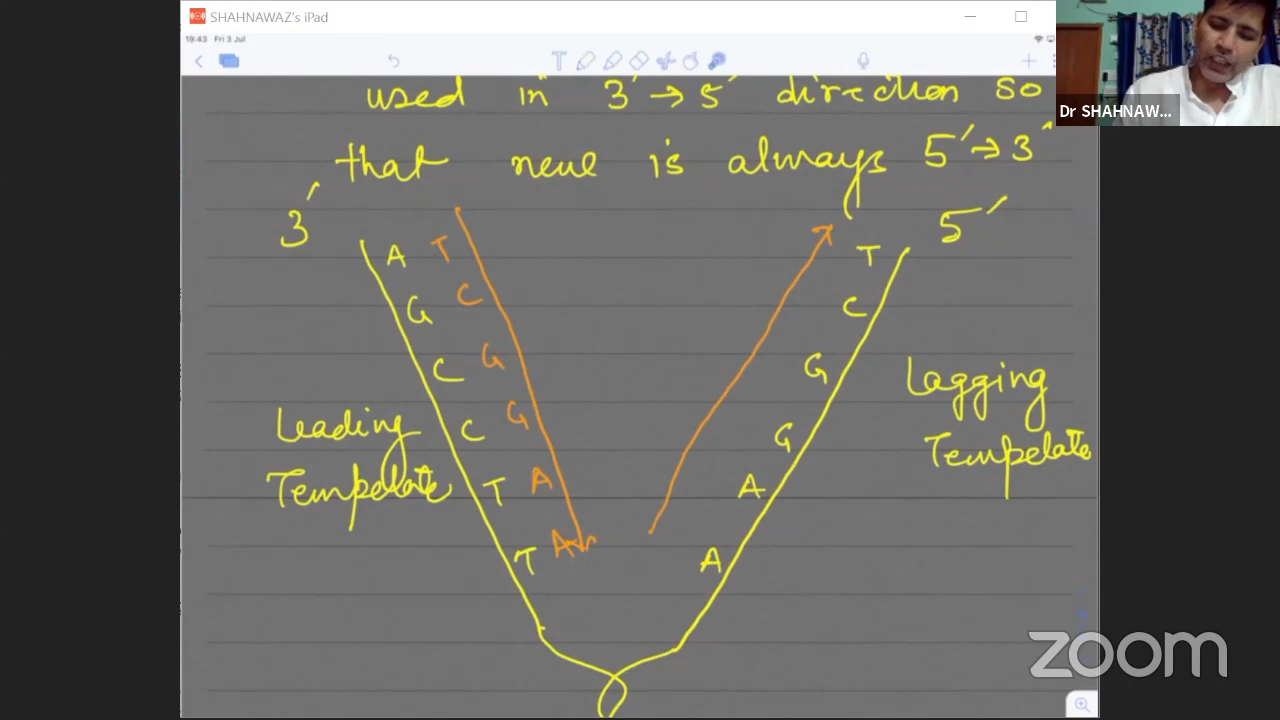 SHAHNAWAZ's iPad
19:43 Fri 3 Jul
Dr SHAHNAW...
used in 3' → 5' direction so
that neue is always 5' → 3'
3'
5'
A T
T
G C
C
C G
G
C G
G
T A
A
T A
A
Leading
Tempelate
Lagging
Tempelate
zoom